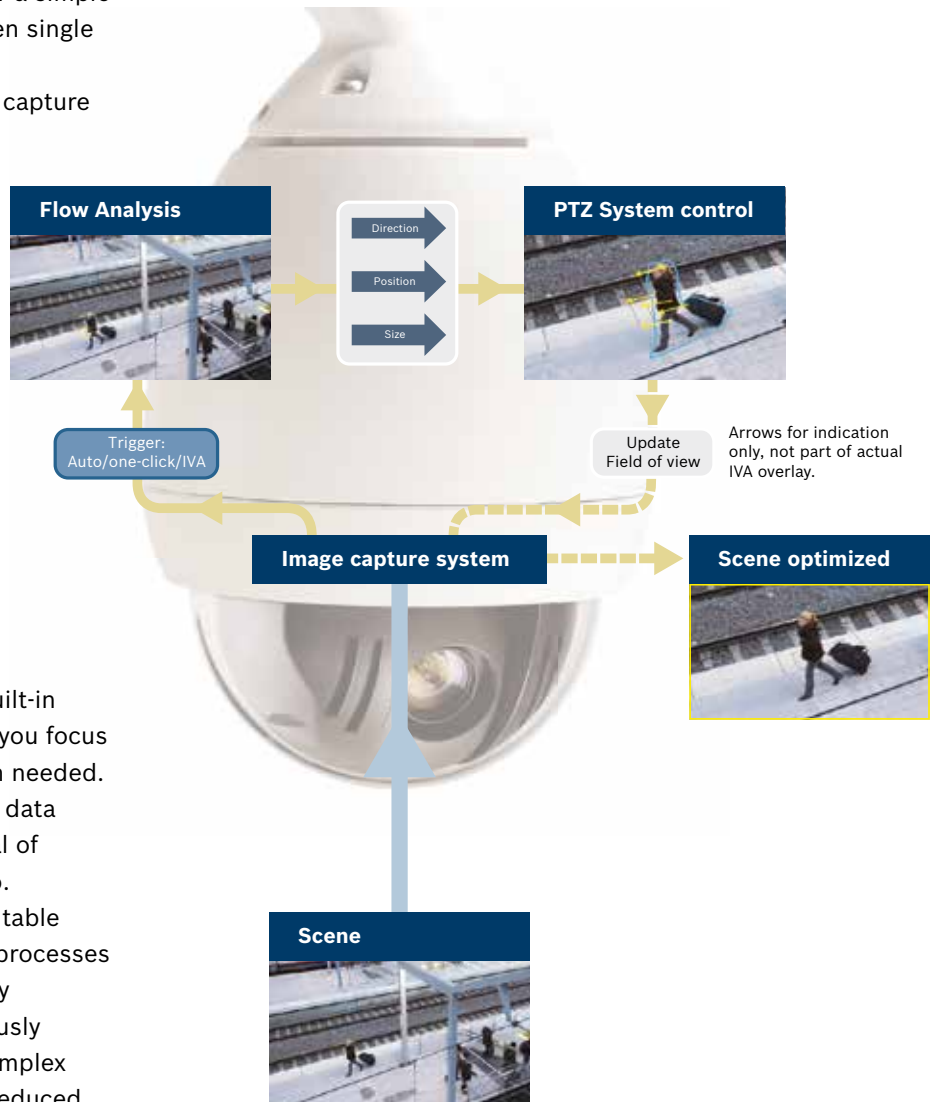 en single
capture
Flow Analysis
Direction
Position
Size
PTZ System control
Trigger:
Auto/one-click/IVA
Update
Field of view
Arrows for indication
only, not part of actual
IVA overlay.
Image capture system
Scene optimized
uilt-in
you focus
n needed.
data
al of
o.
table
processes
y
usly
mplex
educed
Scene